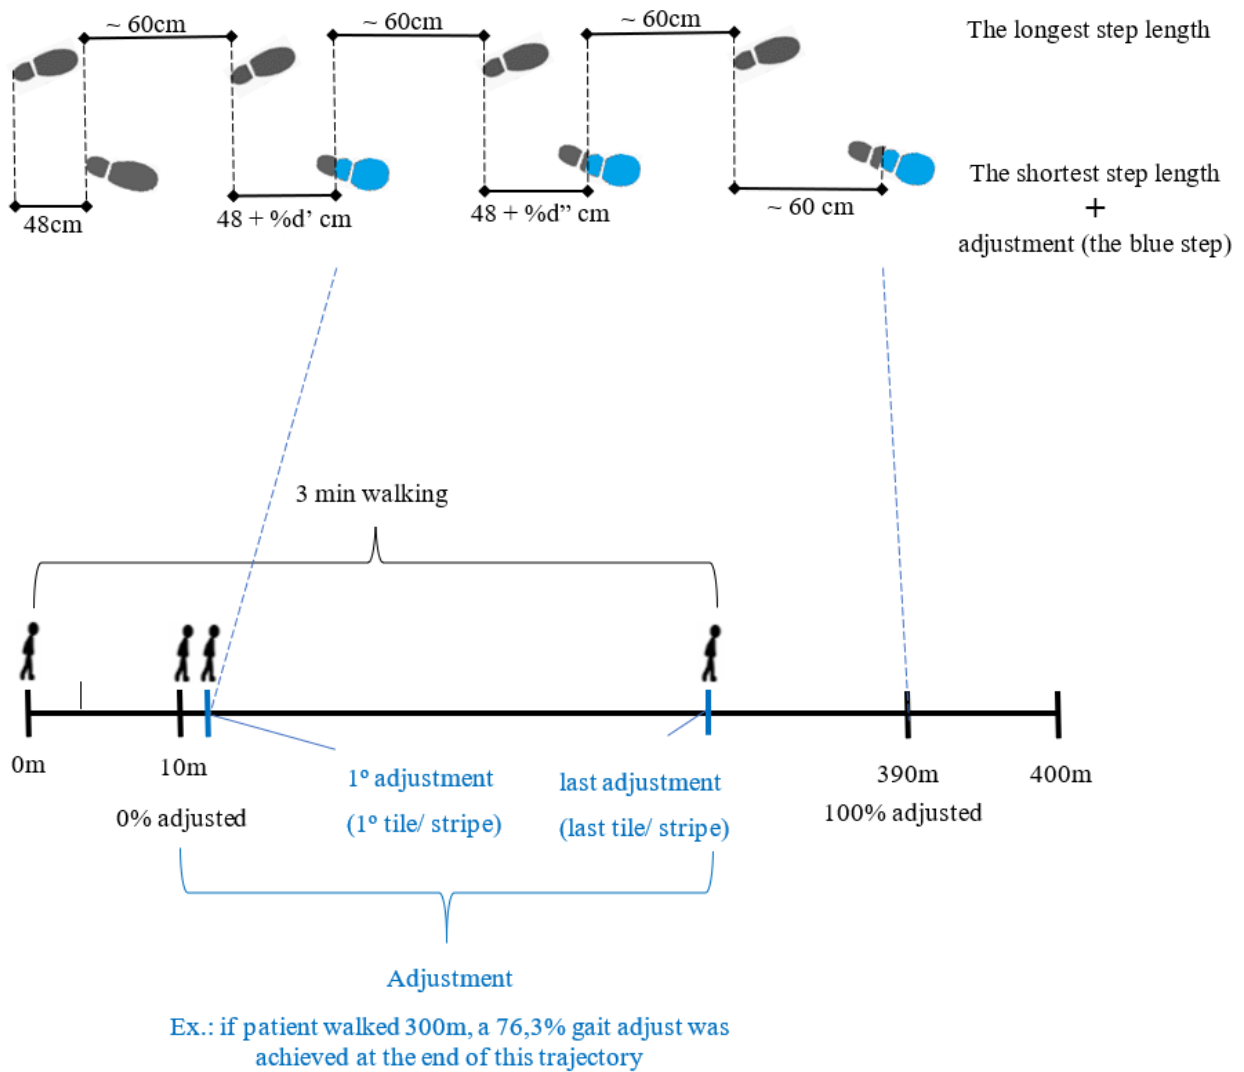 ~ 60cm
~ 60cm
~ 60cm
The longest step length
48cm
48 + %d’ cm
48 + %d” cm
~ 60 cm
The shortest step length
+
adjustment (the blue step)
3 min walking
0m
10m
390m
400m
0% adjusted
1º adjustment
(1º tile/ stripe)
last adjustment
(last tile/ stripe)
100% adjusted
Adjustment
Ex.: if patient walked 300m, a 76,3% gait adjust was
achieved at the end of this trajectory